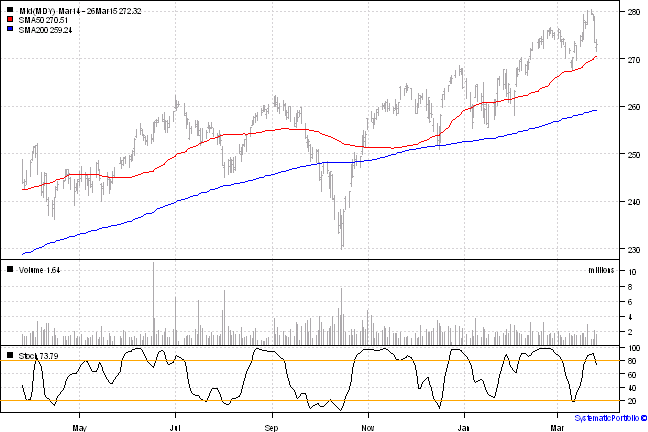 Mid(MDY) Mar14 - 26Mar15 272.32
SMA50 270.51
SMA200 259.24
280
270
260
250
240
230
Volume 1.64
millions
10
8
6
4
2
Stoch 73.79
100
80
60
40
20
May
Jul
Sep
Nov
Jan
Mar
SystematicPortfolio ©